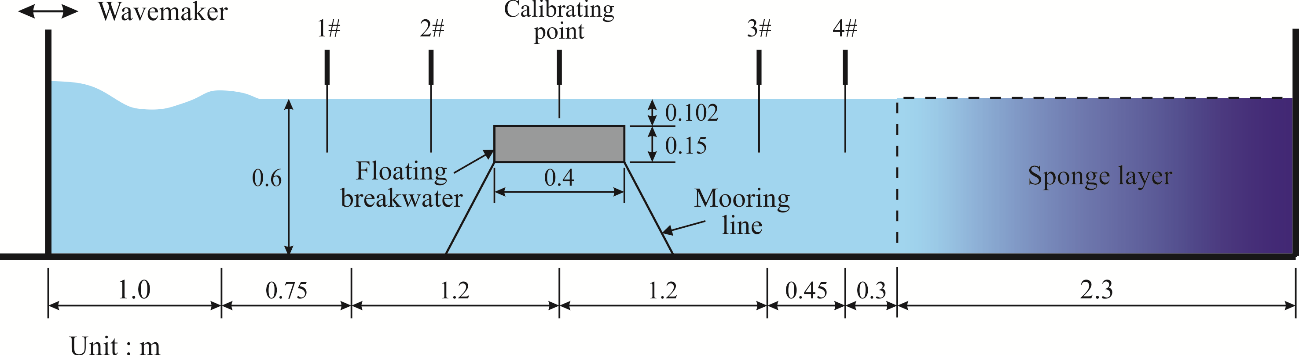 Wavemaker
1#
2#
Calibrating
point
3#
4#
0.102
0.15
0.6
Floating
breakwater
0.4
Mooring
line
Sponge layer
1.0
0.75
1.2
1.2
0.45
0.3
2.3
Unit : m